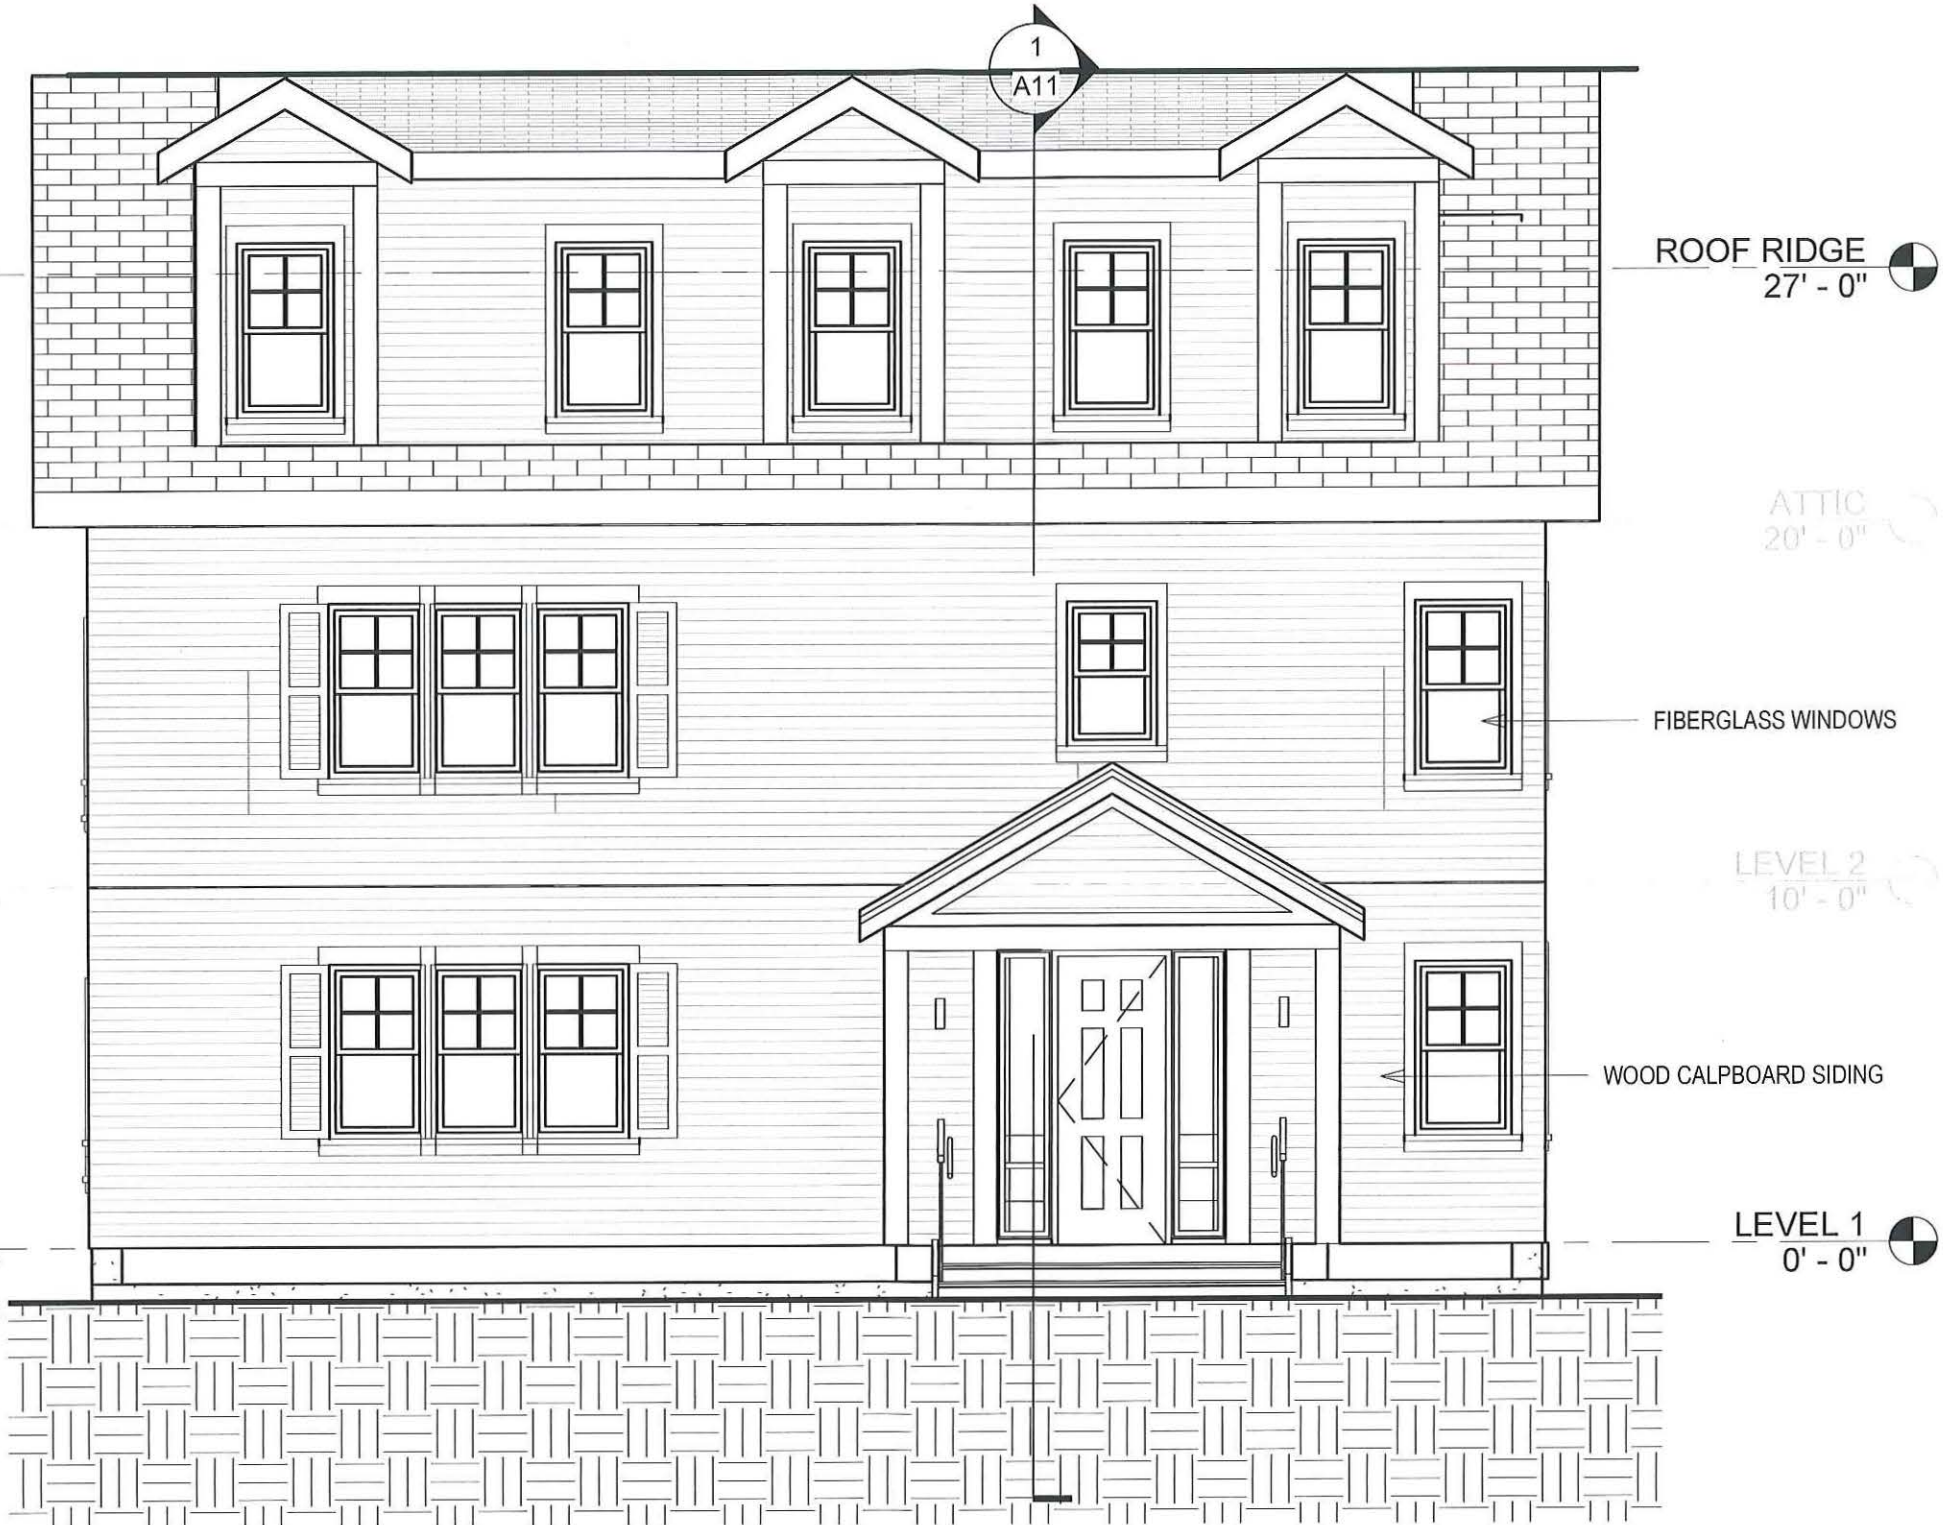 1
A11
ROOF RIDGE
27' - 0"
ATTIC
20' - 0"
FIBERGLASS WINDOWS
LEVEL 2
10' - 0"
WOOD CALPBOARD SIDING
LEVEL 1
0' - 0"